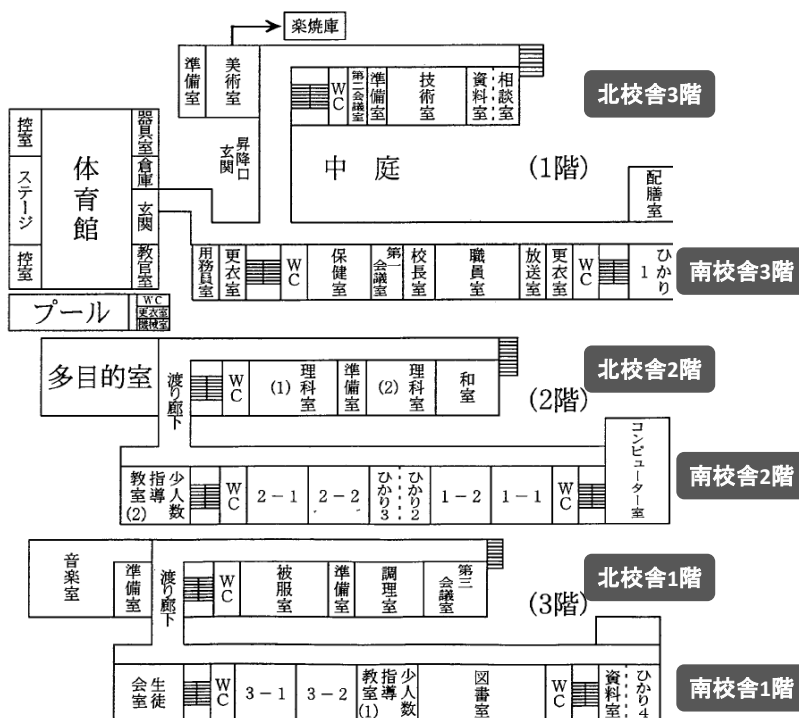 楽焼庫
準備室
美術室
WC
第二会議室
準備室
技術室
資料室
相談室
北校舎3階
控室
ステージ
控室
体育館
器具室
倉庫
玄関
教官室
昇降口
玄関
中庭
(1階)
配膳室
用務員室
更衣室
WC
保健室
第一会議室
校長室
職員室
放送室
更衣室
WC
ひかり1
南校舎3階
プール
WC
更衣室
機械室
多目的室
渡り廊下
WC
理科室(1)
準備室
理科室(2)
和室
(2階)
北校舎2階
少人数指導教室(2)
WC
2-1
2-2
ひかり3
ひかり2
1-2
1-1
WC
コンピューター室
南校舎2階
音楽室
準備室
渡り廊下
WC
被服室
準備室
調理室
第三会議室
(3階)
北校舎1階
生徒会室
WC
3-1
3-2
少人数指導教室(1)
図書室
WC
資料室
ひかり4
南校舎1階